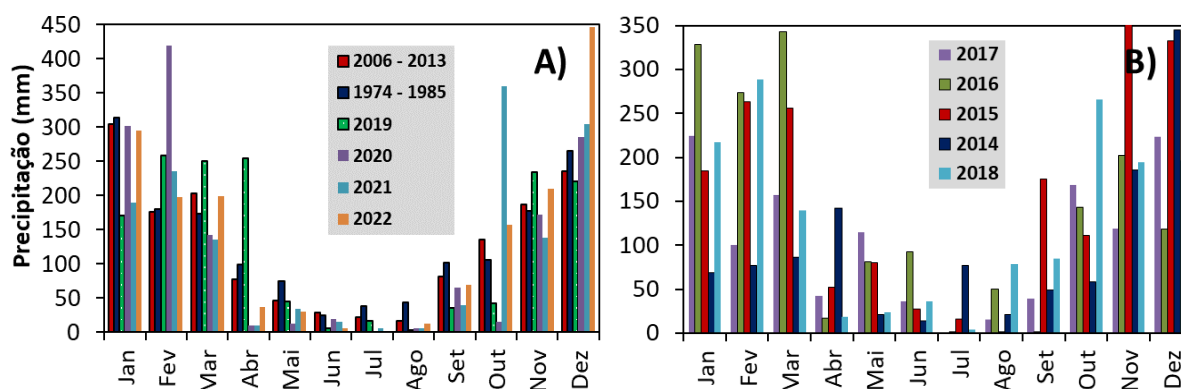 Precipitação (mm)
450
400
350
300
250
200
150
100
50
0
A)
2006 - 2013
1974 - 1985
2019
2020
2021
2022
Jan
Fev
Mar
Abr
Mai
Jun
Jul
Ago
Set
Out
Nov
Dez
350
300
250
200
150
100
50
0
B)
2017
2016
2015
2014
2018
Jan
Fev
Mar
Abr
Mai
Jun
Jul
Ago
Set
Out
Nov
Dez